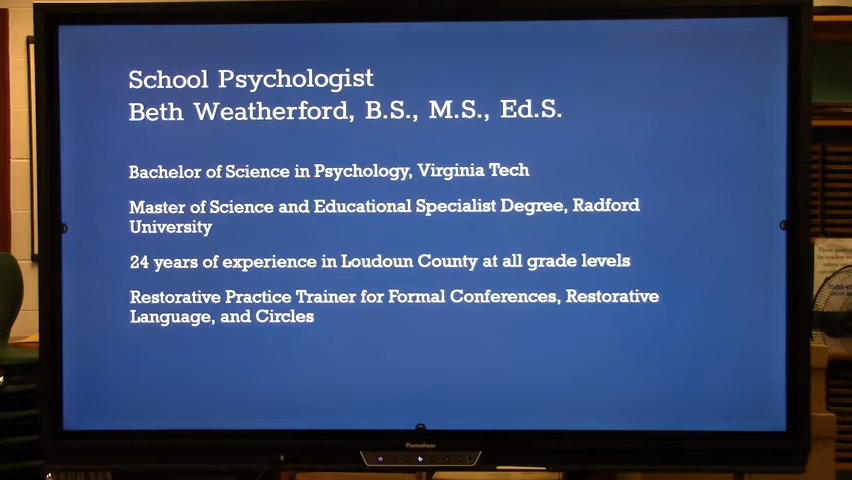 School Psychologist
Beth Weatherford, B.S., M.S., Ed.S.
Bachelor of Science in Psychology, Virginia Tech
Master of Science and Educational Specialist Degree, Radford
University
24 years of experience in Loudoun County at all grade levels
Restorative Practice Trainer for Formal Conferences, Restorative
Language, and Circles
Promethean